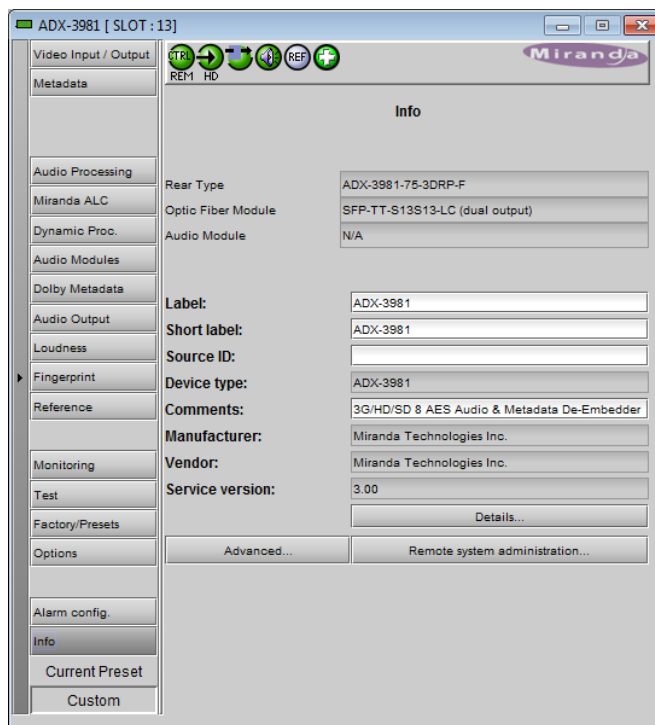 ADX-3981 [ SLOT : 13]
Video Input / Output
Metadata
Audio Processing
Miranda ALC
Dynamic Proc.
Audio Modules
Dolby Metadata
Audio Output
Loudness
Fingerprint
Reference
Monitoring
Test
Factory/Presets
Options
Alarm config.
Info
Current Preset
Custom
CTRL
REM
HD
REF
Miranda
Info
Rear Type ADX-3981-75-3DRP-F
Optic Fiber Module SFP-TT-S13S13-LC (dual output)
Audio Module N/A
Label: ADX-3981
Short label: ADX-3981
Source ID:
Device type: ADX-3981
Comments: 3G/HD/SD 8 AES Audio & Metadata De-Embedder
Manufacturer: Miranda Technologies Inc.
Vendor: Miranda Technologies Inc.
Service version: 3.00
Details...
Advanced... Remote system administration...